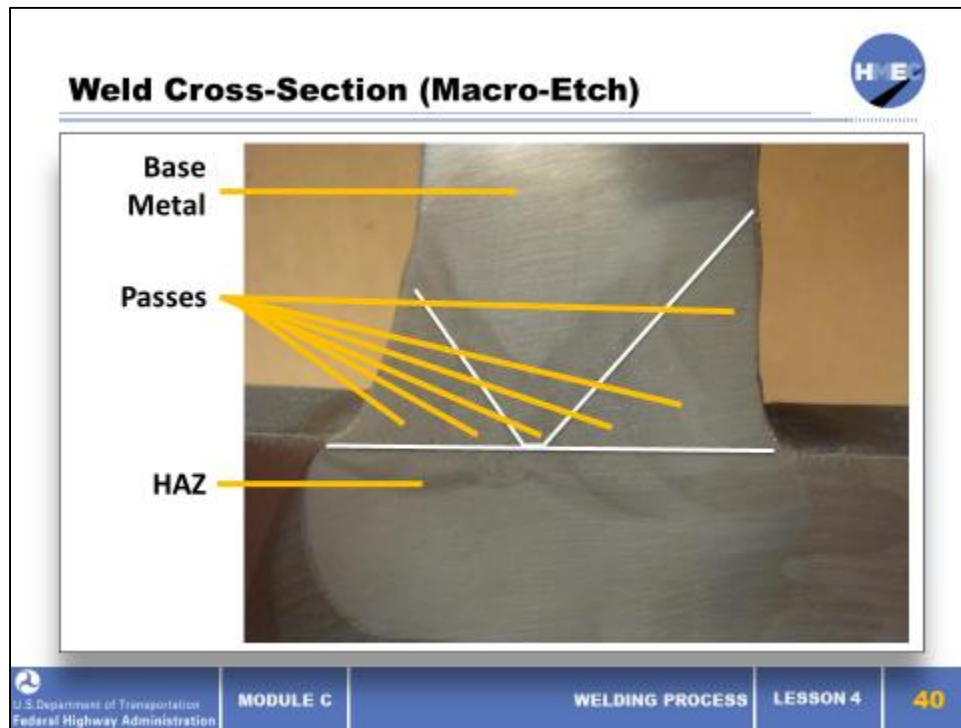 Weld Cross-Section (Macro-Etch)
HMEC
Base
Metal
Passes
HAZ
U.S.Department of Transportation
Federal Highway Administration
MODULE C
WELDING PROCESS
LESSON 4
40